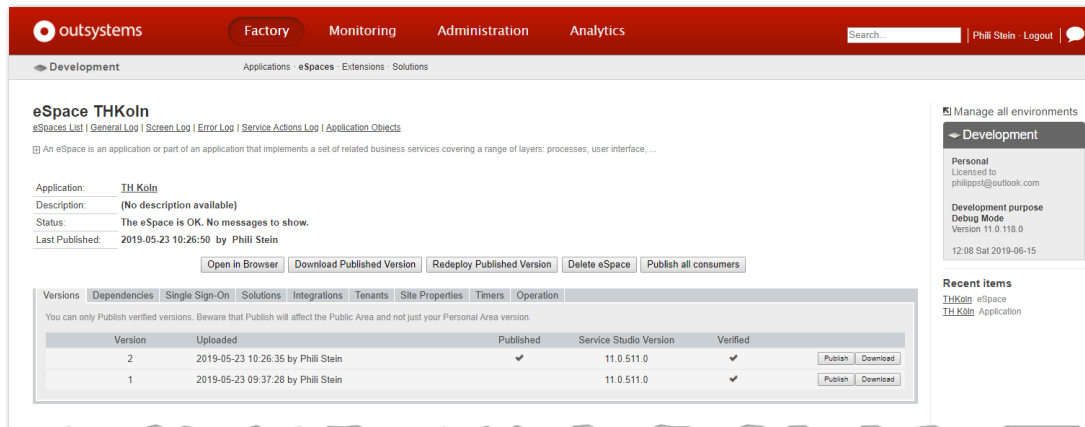 outsystems
Factory Monitoring Administration Analytics
Search... Phili Stein - Logout
Development
Applications · eSpaces · Extensions · Solutions
eSpace THKoln
eSpaces List | General Log | Screen Log | Error Log | Service Actions Log | Application Objects
An eSpace is an application or part of an application that implements a set of related business services covering a range of layers: processes, user interface, ...
Application: TH Köln
Description: (No description available)
Status: The eSpace is OK. No messages to show.
Last Published: 2019-05-23 10:26:50 by Phili Stein
Open in Browser Download Published Version Redeploy Published Version Delete eSpace Publish all consumers
Versions Dependencies Single Sign-On Solutions Integrations Tenants Site Properties Timers Operation
You can only Publish verified versions. Beware that Publish will affect the Public Area and not just your Personal Area version.
Version Uploaded Published Service Studio Version Verified
2 2019-05-23 10:26:35 by Phili Stein 11.0.511.0 Publish Download
1 2019-05-23 09:37:28 by Phili Stein 11.0.511.0 Publish Download
Manage all environments
Development
Personal
Licensed to
philippst@outlook.com
Development purpose
Debug Mode
Version 11.0.118.0
12:08 Sat 2019-06-15
Recent items
THKoln eSpace
TH Köln Application